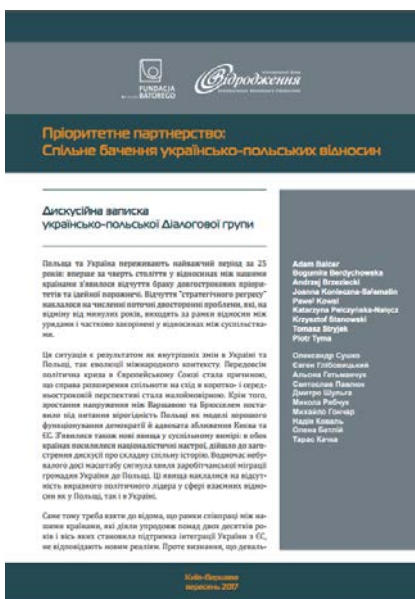 FUNDACJA
BATOREGO
Відродження
Пріоритетне партнерство:
Спільне бачення українсько-польських відносин
Дискусійна записка
українсько-польської Діалогової групи
Польща та Україна переживають найважчий період за 25
років: вперше за чверть століття у відносинах між нашими
країнами з'явилося відчуття браку довгострокових пріори-
тетів та ідейної порожнечі. Відчуття "стратегічного регресу"
наклалося на численні поточні двосторонні проблеми, які, на
відміну від минулих років, виходять за рамки відносин між
урядами і частково закорінені у відносинах між суспільства-
ми.
Ця ситуація є результатом як внутрішніх змін в Україні та
Польщі, так еволюції міжнародного контексту. Передовсім
політична криза в Європейському Союзі стала причиною,
що справа розширення спільноти на схід в коротко- і серед-
ньостроковій перспективі стала малоймовірною. Крім того,
зростання напруження між Варшавою та Брюсселем поста-
вило під питання вірогідність Польщі як моделі хорошого
функціонування демократії й адвоката зближення Києва та
ЄС. З'явилися також нові явища у суспільному вимірі: в обох
країнах посилилися націоналістичні настрої, дійшло до заго-
стрення дискусії про складну спільну історію. Водночас небу-
валого досі масштабу сягнула хвиля заробітчанської міграції
громадян України до Польщі. Ці явища наклалися на відсут-
ність виразного політичного лідера у сфері взаємних відно-
син як у Польщі, так і в Україні.
Саме тому треба взяти до відома, що рамки співпраці між на-
шими країнами, які діяли упродовж понад двох десятків ро-
ків і вісь яких становила підтримка інтеграції України з ЄС,
не відповідають новим реаліям. Проте визнання, що деваль-
Adam Balcer
Bogumiła Berdychowska
Andrzej Brzeziecki
Joanna Konieczna-Sałamatin
Paweł Kowal
Katarzyna Pełczyńska-Nałęcz
Krzysztof Stanowski
Tomasz Stryjek
Piotr Tyma
Олександр Сушко
Євген Глібовицький
Альона Гетьманчук
Святослав Павлюк
Дмитро Шульга
Микола Рябчук
Михайло Гончар
Надія Коваль
Олена Бетлій
Тарас Качка
Київ-Варшава
вересень 2017